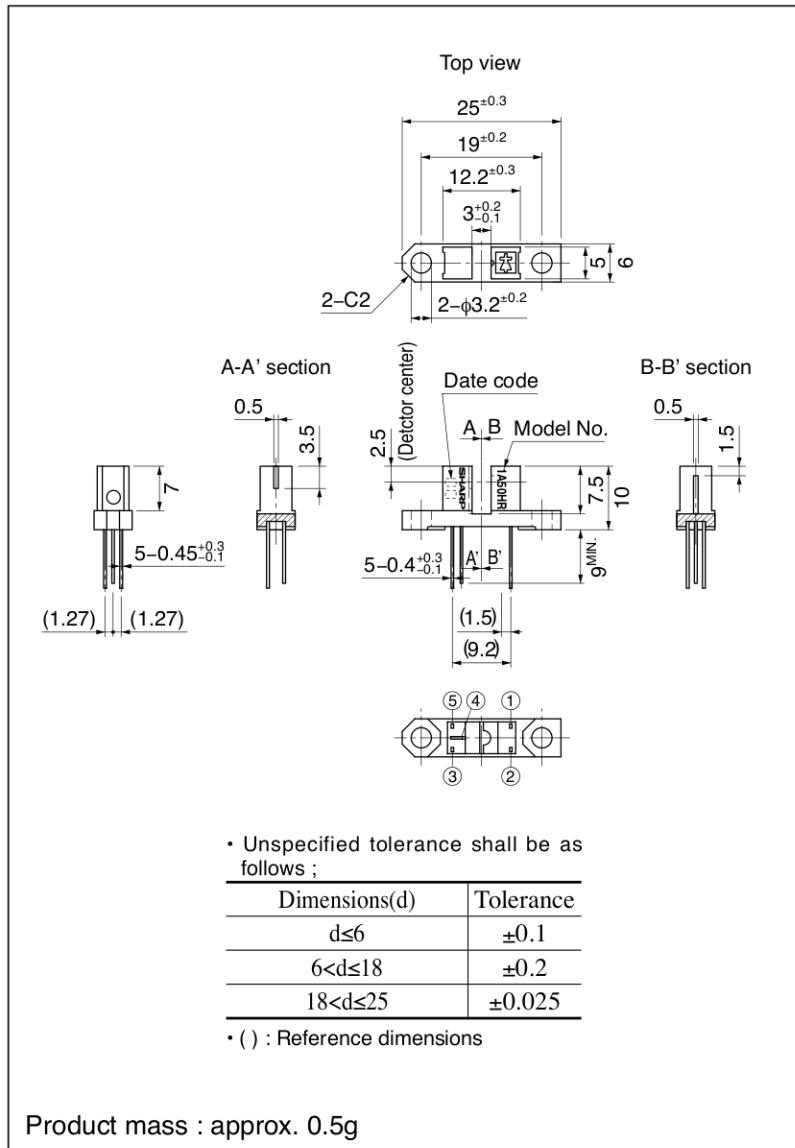 Top view
25±0.3
19±0.2
12.2±0.3
3+0.2 -0.1
5
6
2−C2
2−ϕ3.2±0.2
A-A’ section
B-B’ section
Date code
Model No.
(Detctor center)
2.5
0.5
3.5
A B
0.5
1.5
7
SHARP
1A50HR
7.5
10
5−0.45+0.3 -0.1
5−0.4+0.3 -0.1
A’ B’
9MIN.
(1.27)
(1.27)
(1.5)
(9.2)
⑤ ④ ①
③ ②
• Unspecified tolerance shall be as
follows ;
Dimensions(d) Tolerance
d≤6 ±0.1
6<d≤18 ±0.2
18<d≤25 ±0.025
• ( ) : Reference dimensions
Product mass : approx. 0.5g